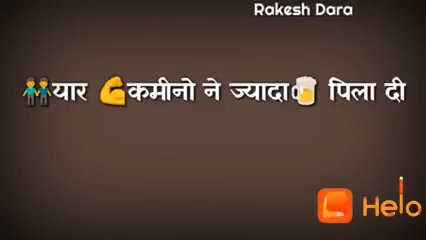 Rakesh Dara
👬यार 💪कमीनो ने ज्यादा🍺 पिला दी
Helo